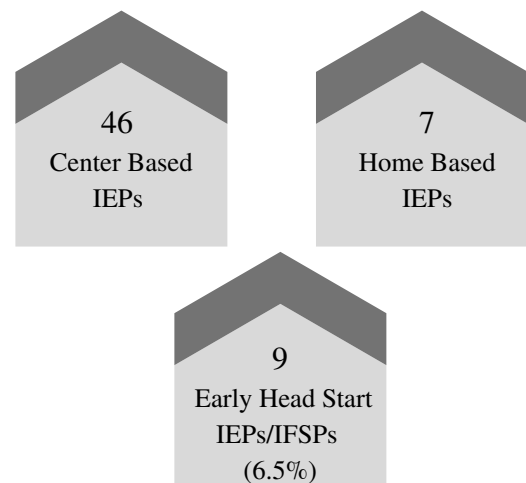 46
Center Based
IEPs
7
Home Based
IEPs
9
Early Head Start
IEPs/IFSPs
(6.5%)